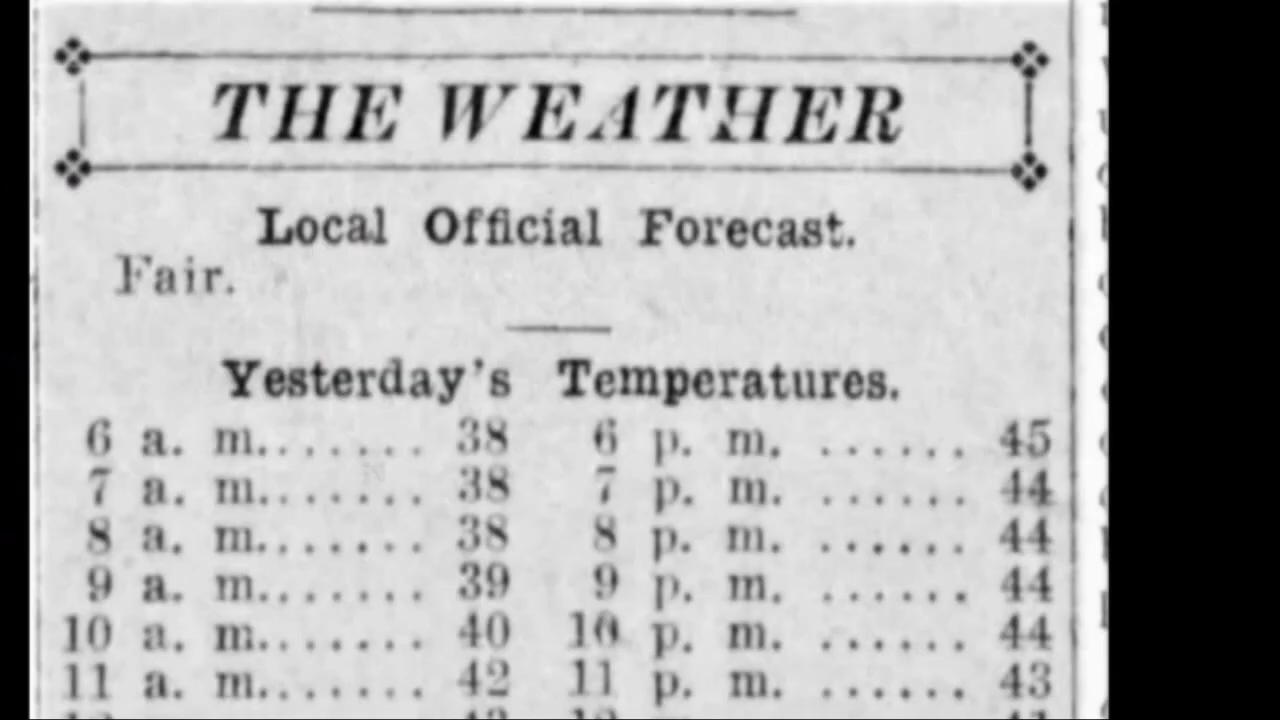 THE WEATHER
Local Official Forecast.
Fair.
Yesterday's Temperatures.
6 a. m....... 38 6 p. m. ...... 45
7 a. m....... 38 7 p. m. ...... 44
8 a. m....... 38 8 p. m. ...... 44
9 a. m....... 39 9 p. m. ...... 44
10 a. m....... 40 10 p. m. ...... 44
11 a. m....... 42 11 p. m. ...... 43